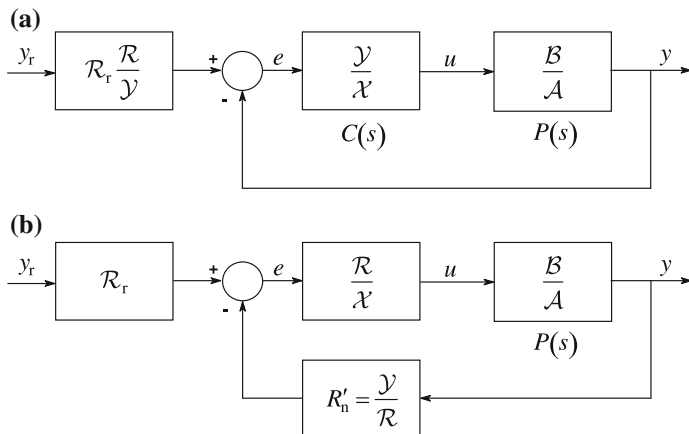 (a)
y_r
ℛ_r ℛ/𝒴
+
-
e
𝒴/𝒳
C(s)
u
ℬ/𝒜
P(s)
y
(b)
y_r
ℛ_r
+
-
e
ℛ/𝒳
u
ℬ/𝒜
P(s)
y
R′_n = 𝒴/ℛ